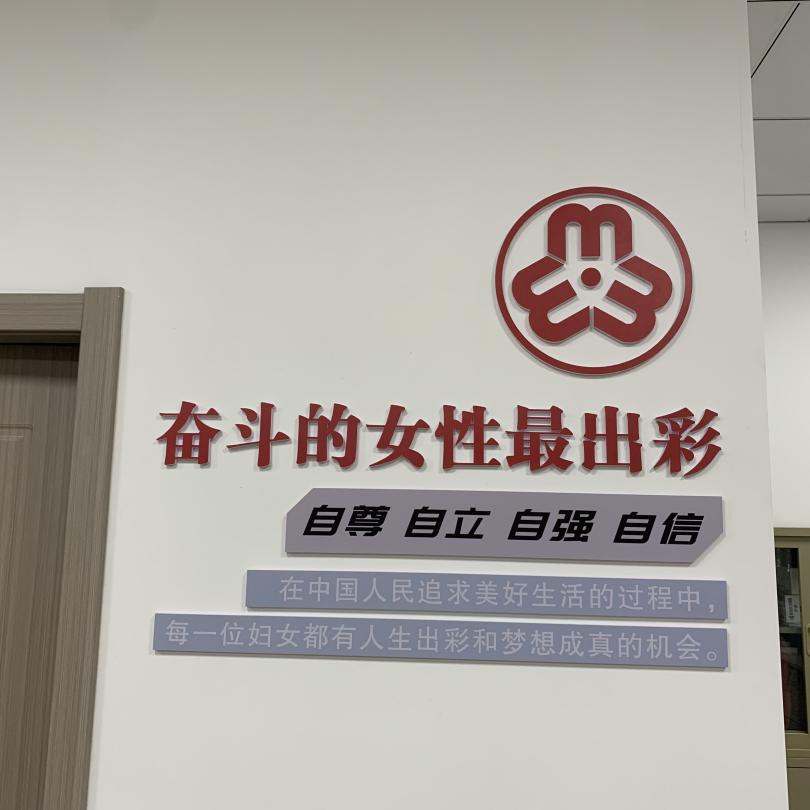 奋斗的女性最出彩
自尊 自立 自强 自信
在中国人民追求美好生活的过程中，
每一位妇女都有人生出彩和梦想成真的机会。